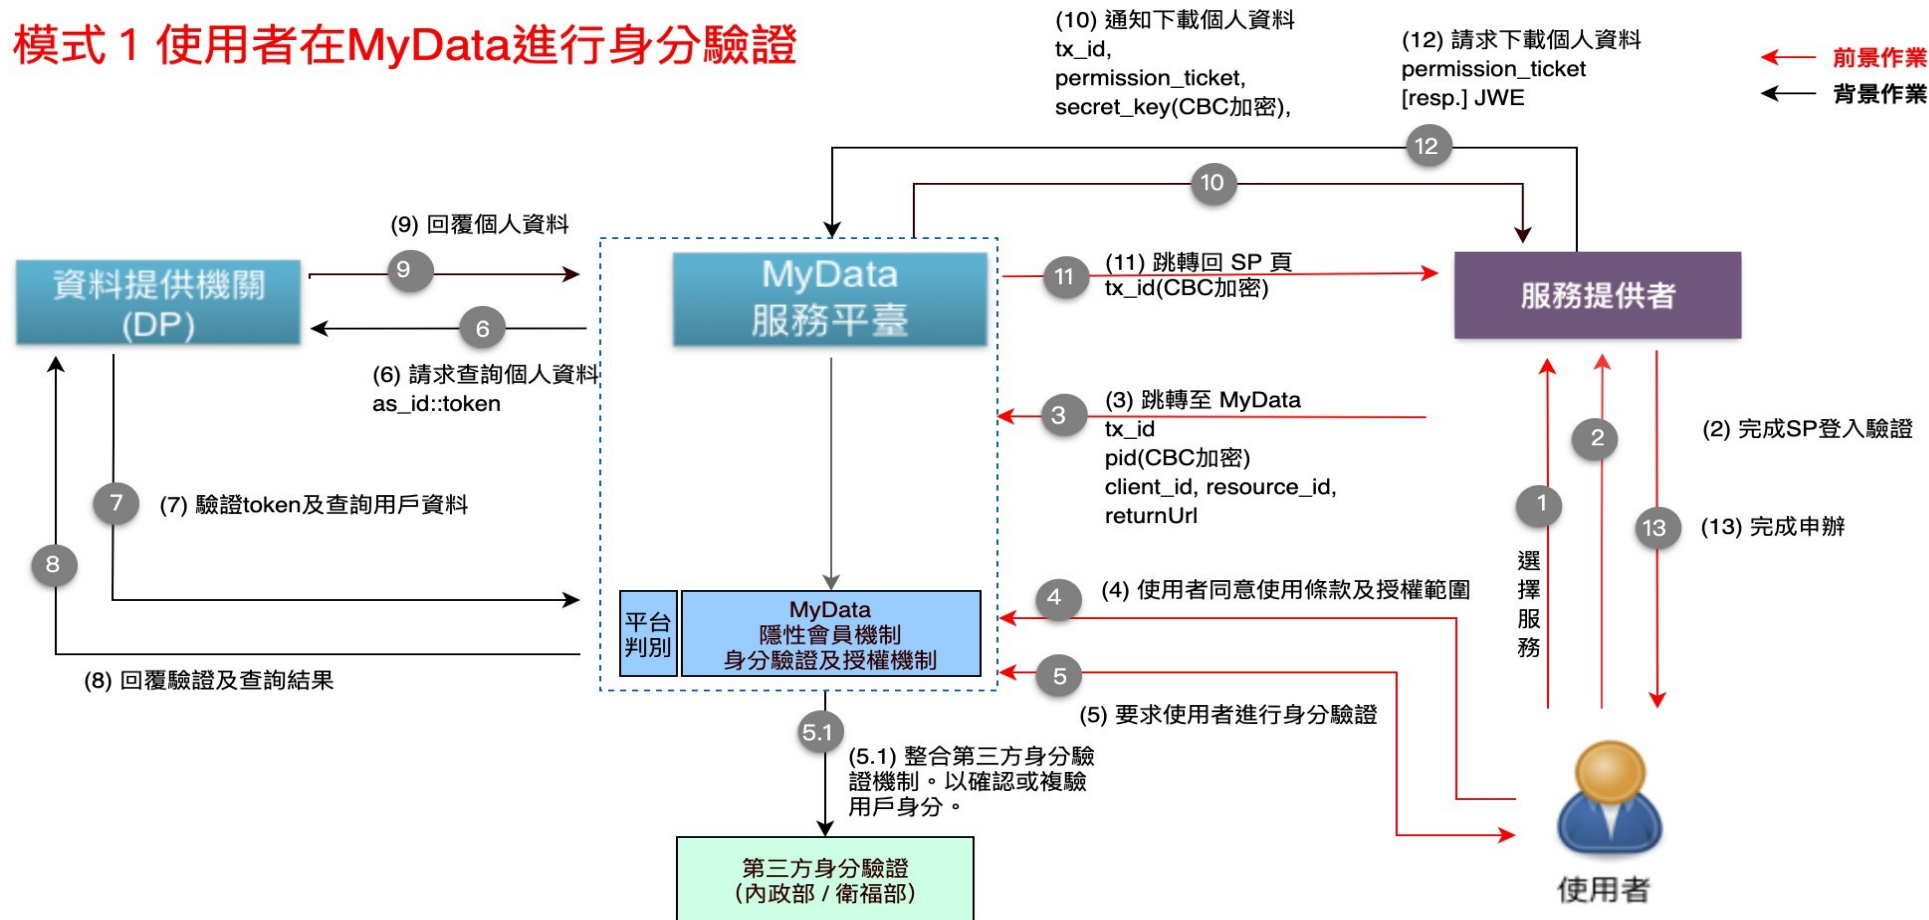 模式 1 使用者在MyData進行身分驗證
(10) 通知下載個人資料
tx_id,
permission_ticket,
secret_key(CBC加密),
(12) 請求下載個人資料
permission_ticket
[resp.] JWE
前景作業
背景作業
12
10
(9) 回覆個人資料
9
資料提供機關
(DP)
6
(6) 請求查詢個人資料
as_id::token
MyData
服務平臺
11
(11) 跳轉回 SP 頁
tx_id(CBC加密)
服務提供者
3
(3) 跳轉至 MyData
tx_id
pid(CBC加密)
client_id, resource_id,
returnUrl
1
選擇服務
2
(2) 完成SP登入驗證
13
(13) 完成申辦
7
(7) 驗證token及查詢用戶資料
8
(8) 回覆驗證及查詢結果
平台
判別
MyData
隱性會員機制
身分驗證及授權機制
4
(4) 使用者同意使用條款及授權範圍
5
(5) 要求使用者進行身分驗證
5.1
(5.1) 整合第三方身分驗
證機制。以確認或複驗
用戶身分。
第三方身分驗證
(內政部 / 衛福部)
使用者